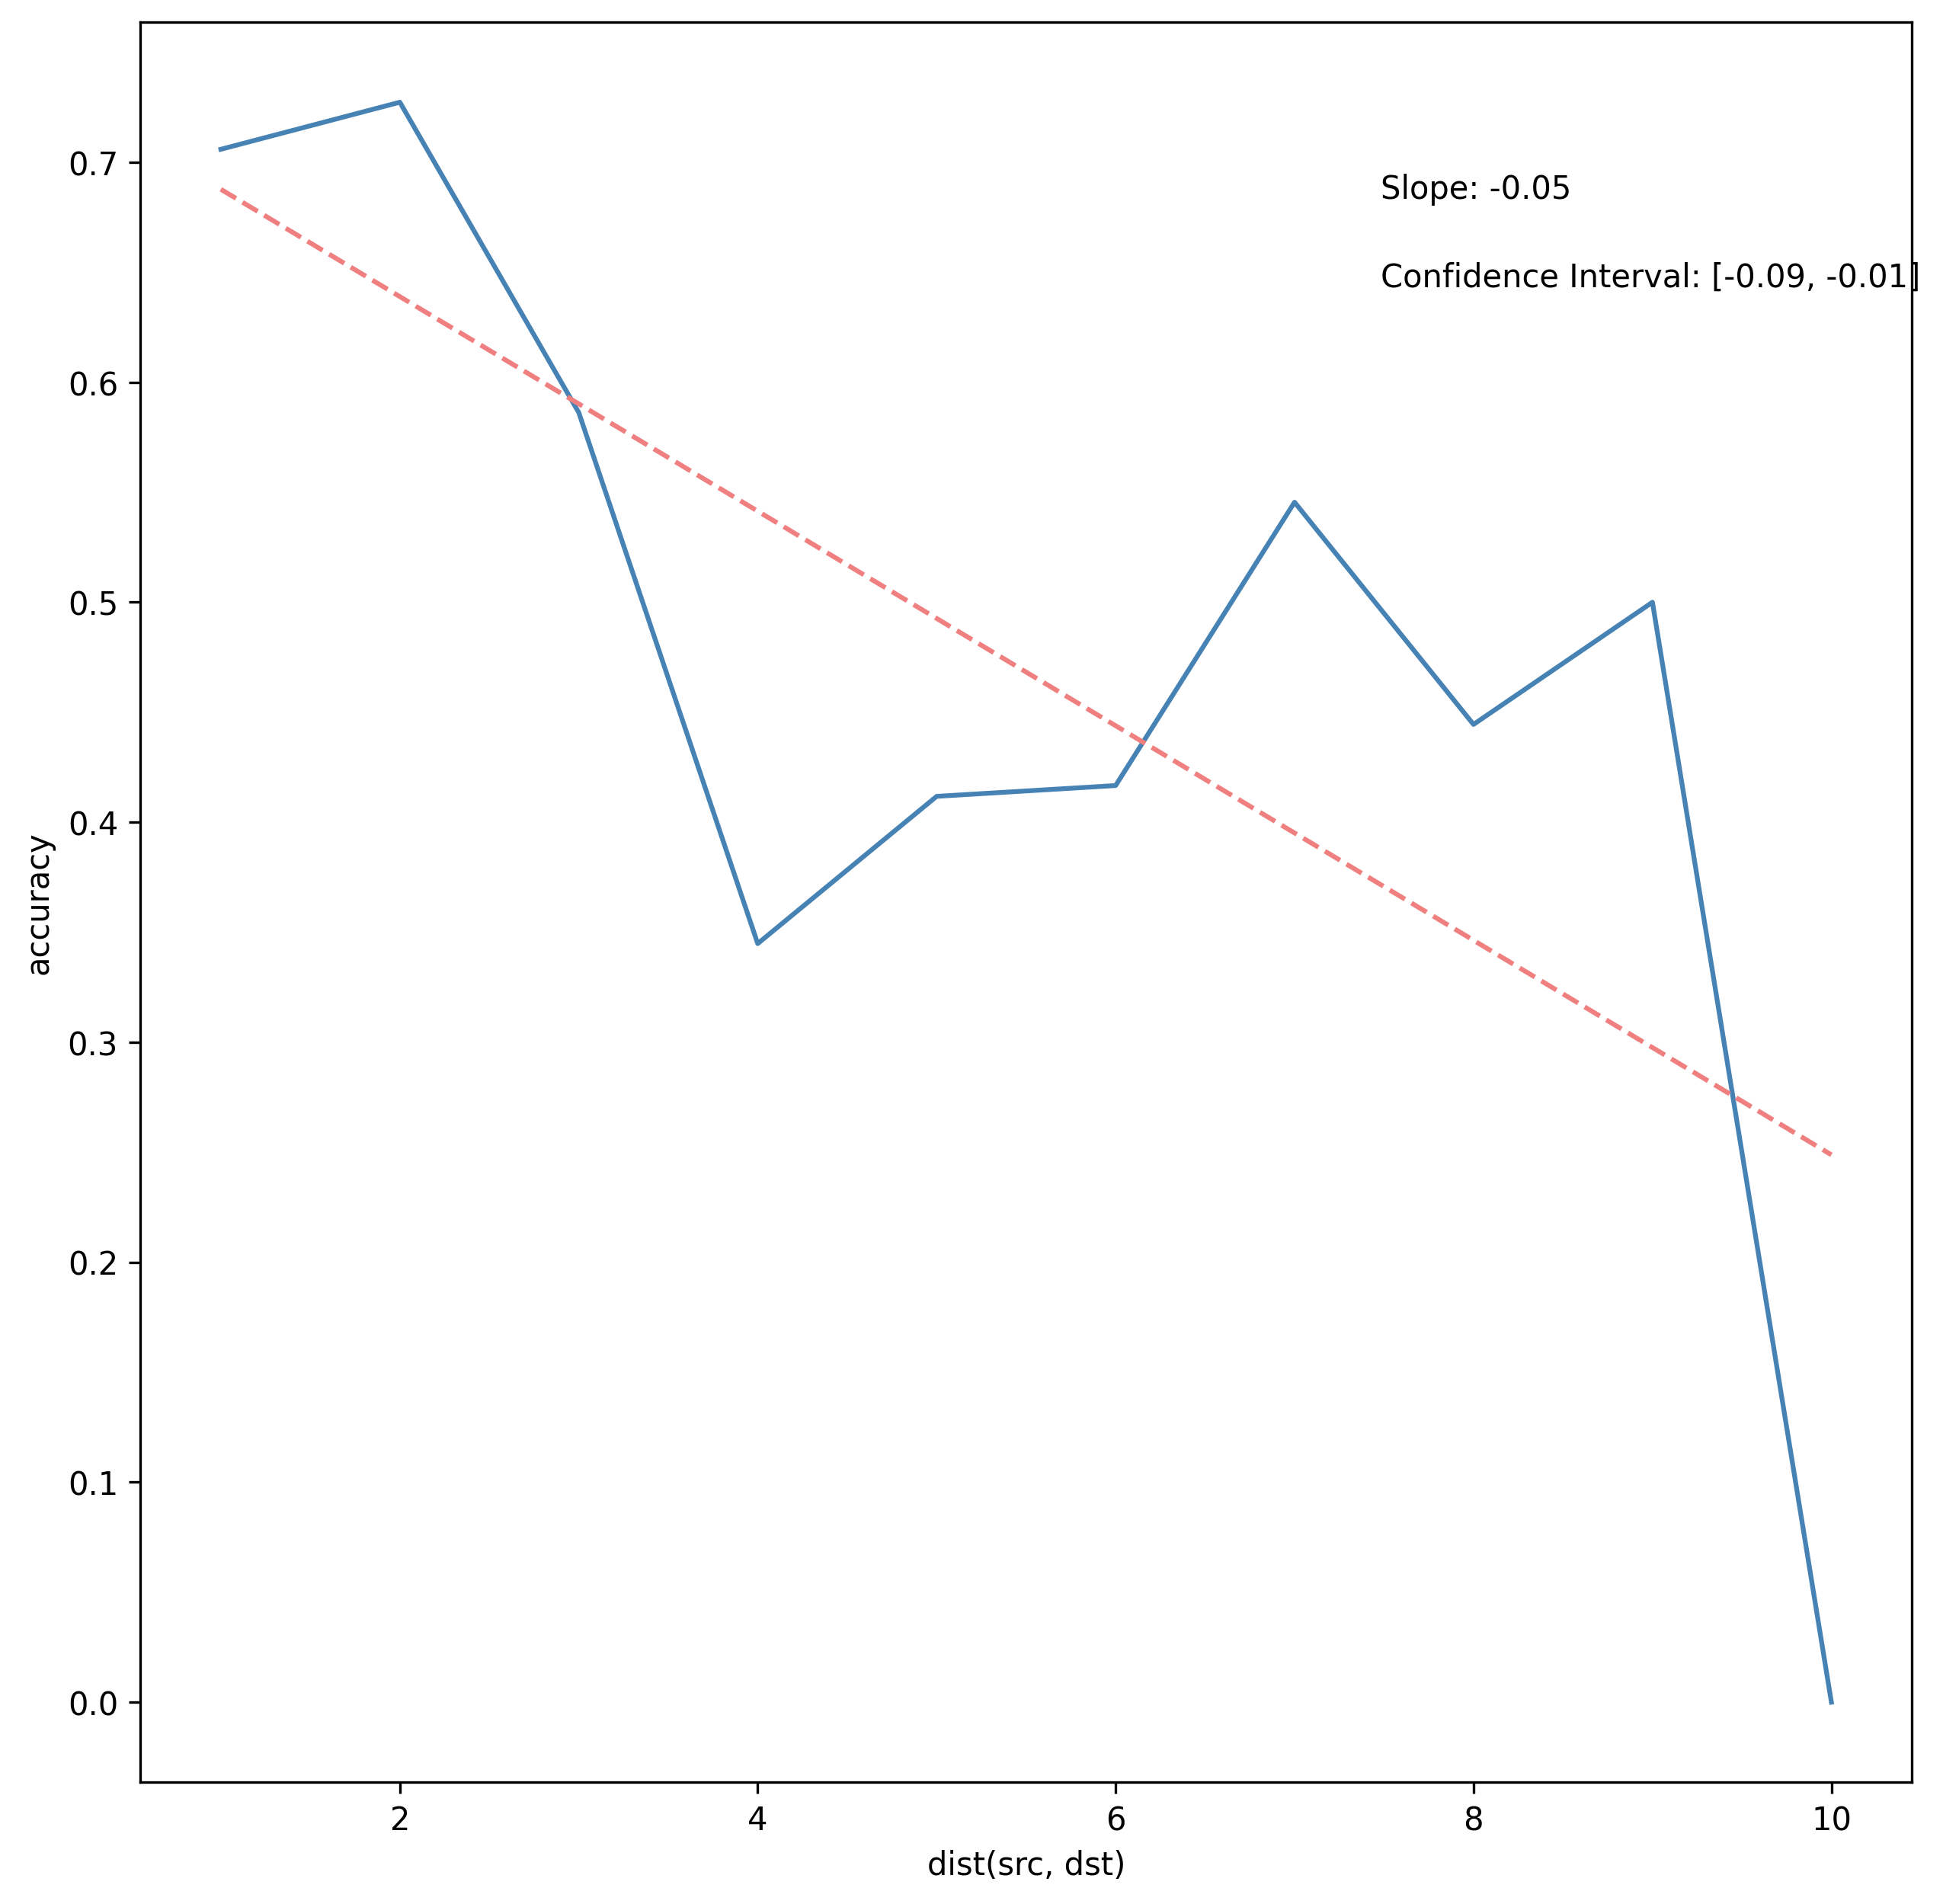 0.7
0.6
0.5
0.4
0.3
0.2
0.1
0.0
accuracy
Slope: -0.05
Confidence Interval: [-0.09, -0.01]
2 4 6 8 10
dist(src, dst)